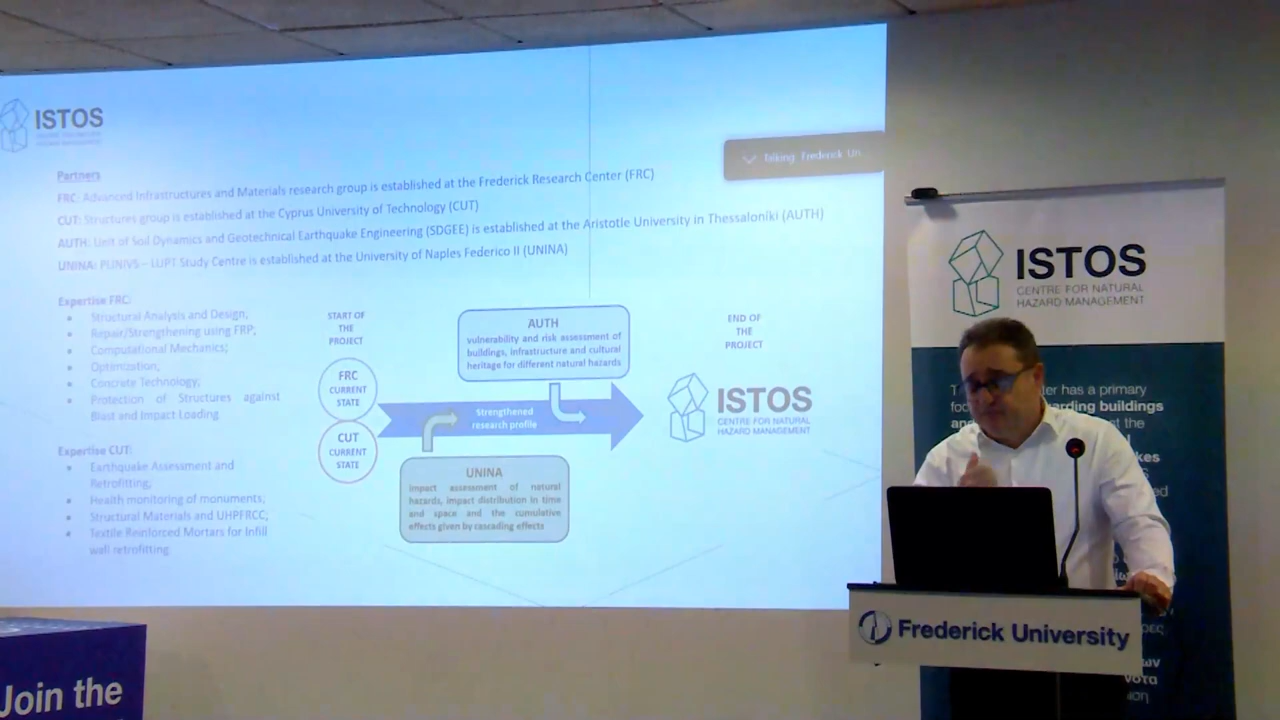 ISTOS
Partners
FRC: Advanced Infrastructures and Materials research group is established at the Frederick Research Center (FRC)
CUT: Structures group is established at the Cyprus University of Technology (CUT)
AUTH: Unit of Soil Dynamics and Geotechnical Earthquake Engineering (SDGEE) is established at the Aristotle University in Thessaloniki (AUTH)
UNINA: PLINIVS – LUPT Study Centre is established at the University of Naples Federico II (UNINA)
Talking: Frederick Un...
Expertise FRC:
• Structural Analysis and Design;
• Repair/Strengthening using FRP;
• Computational Mechanics;
• Optimization;
• Concrete Technology;
• Protection of Structures against
Blast and Impact Loading.
Expertise CUT:
• Earthquake Assessment and
Retrofitting;
• Health monitoring of monuments;
• Structural Materials and UHPFRCC;
• Textile Reinforced Mortars for Infill
wall retrofitting.
START OF
THE
PROJECT
FRC
CURRENT
STATE
CUT
CURRENT
STATE
AUTH
vulnerability and risk assessment of
buildings, infrastructure and cultural
heritage for different natural hazards
Strengthened
research profile
UNINA
impact assessment of natural
hazards, impact distribution in time
and space and the cumulative
effects given by cascading effects
END OF
THE
PROJECT
ISTOS
CENTRE FOR NATURAL
HAZARD MANAGEMENT
ISTOS
CENTRE FOR NATURAL
HAZARD MANAGEMENT
has a primary
buildings
the
Frederick University
Join the